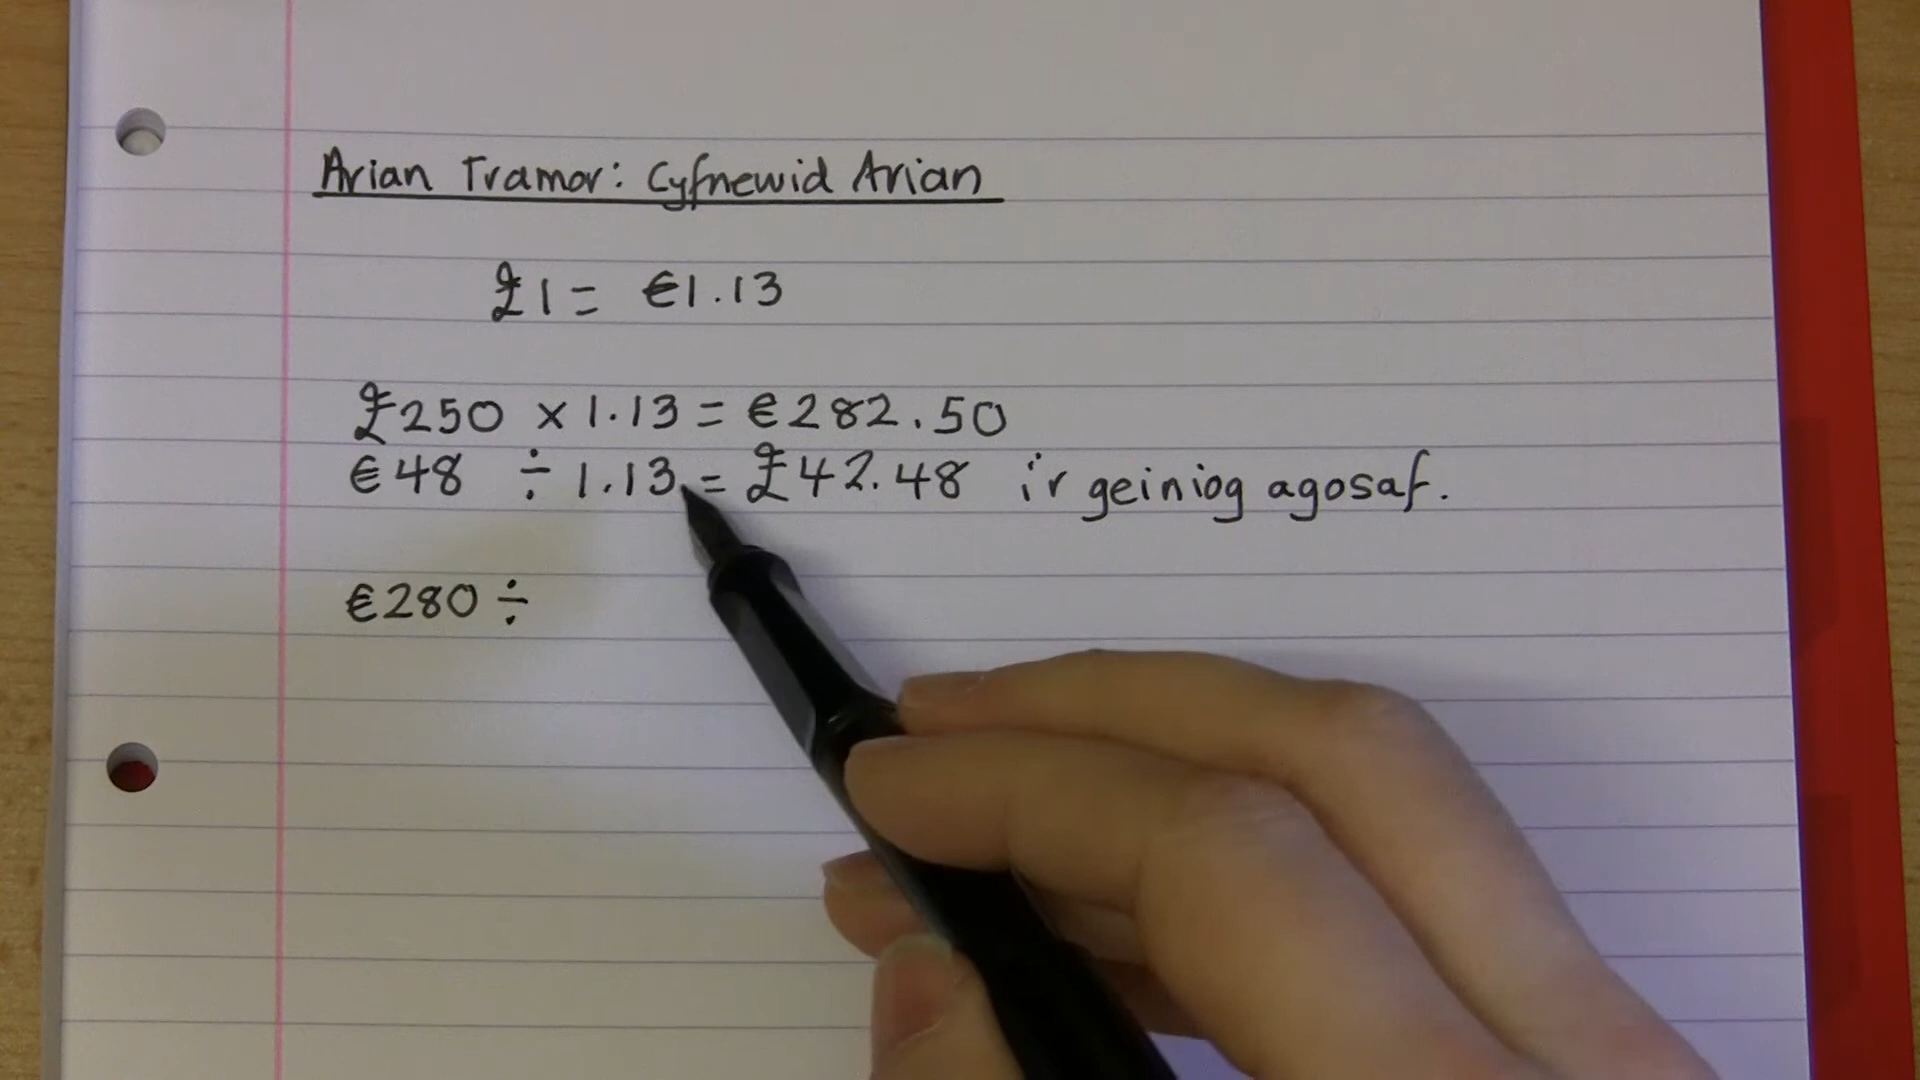 Arian Tramor: Cyfnewid Arian
£1 = €1.13
£250 × 1.13 = €282.50
€48 ÷ 1.13 = £42.48 i'r geiniog agosaf.
€280 ÷